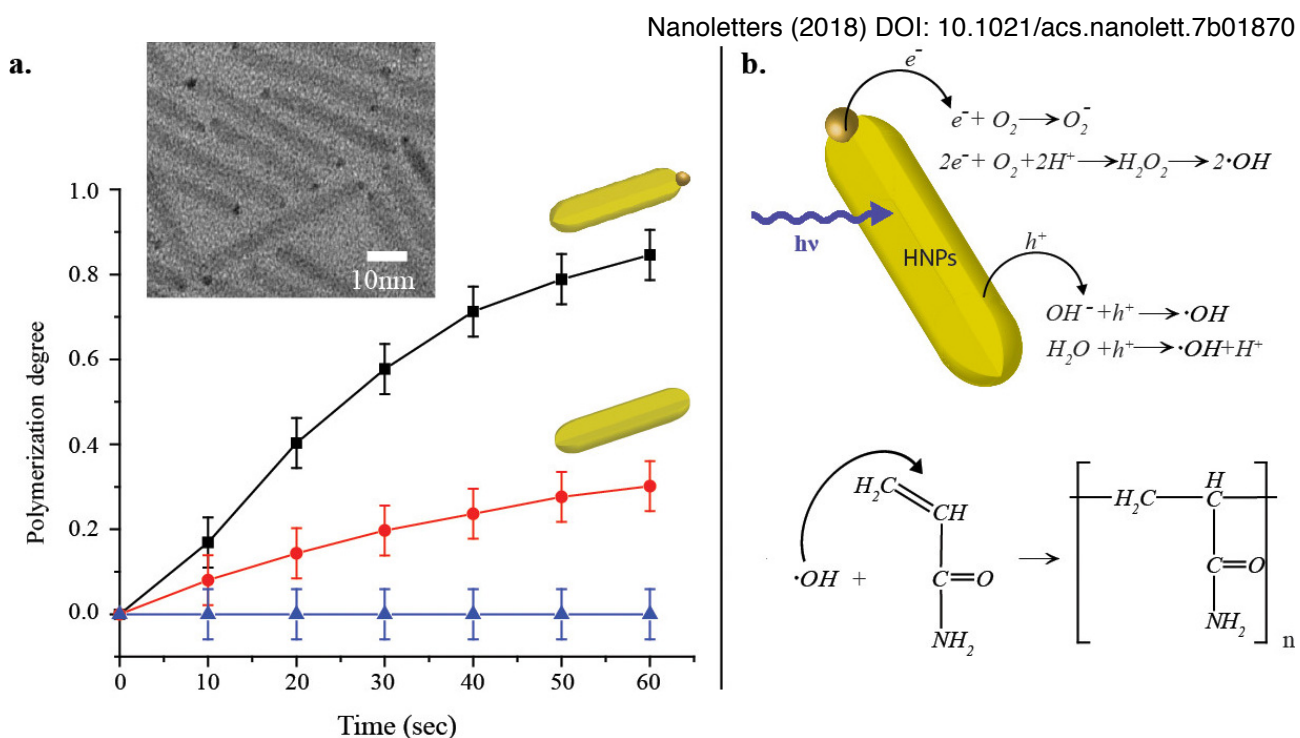 Nanoletters (2018) DOI: 10.1021/acs.nanolett.7b01870
a.
10nm
1.0
0.8
0.6
0.4
0.2
0.0
Polymerization degree
0 10 20 30 40 50 60
Time (sec)
b.
e⁻
e⁻ + O₂ → O₂⁻
2e⁻ + O₂ + 2H⁺ → H₂O₂ → 2·OH
hν
HNPs
h⁺
OH⁻ + h⁺ → ·OH
H₂O + h⁺ → ·OH + H⁺
·OH +
H₂C
CH
C=O
NH₂
→
H₂C
H
C
C=O
NH₂
n